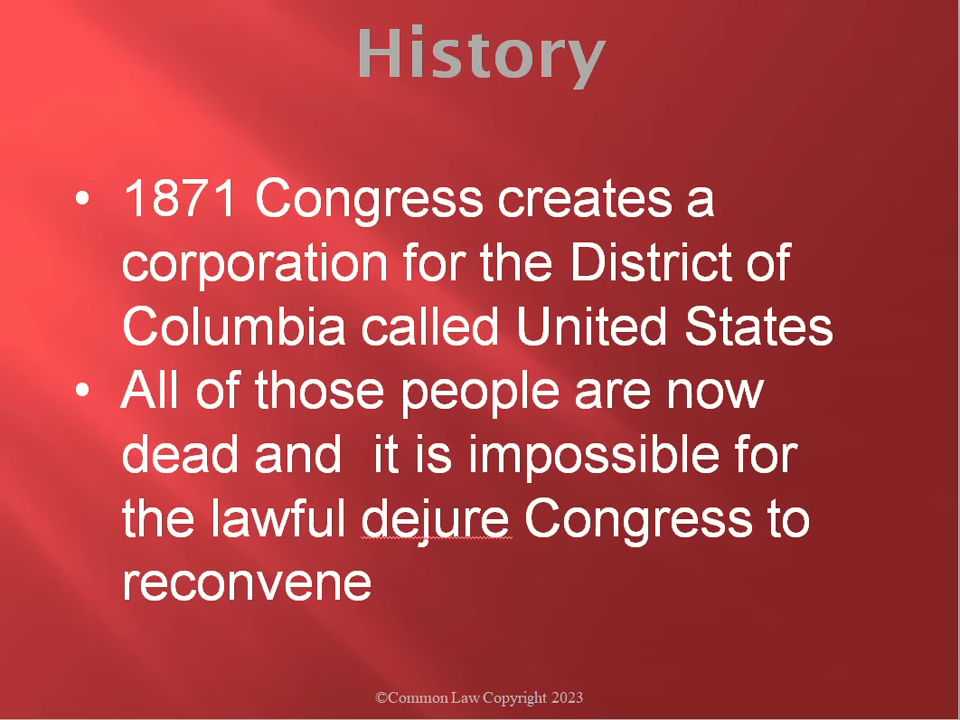 History
• 1871 Congress creates a
corporation for the District of
Columbia called United States
• All of those people are now
dead and  it is impossible for
the lawful dejure Congress to
reconvene
©Common Law Copyright 2023